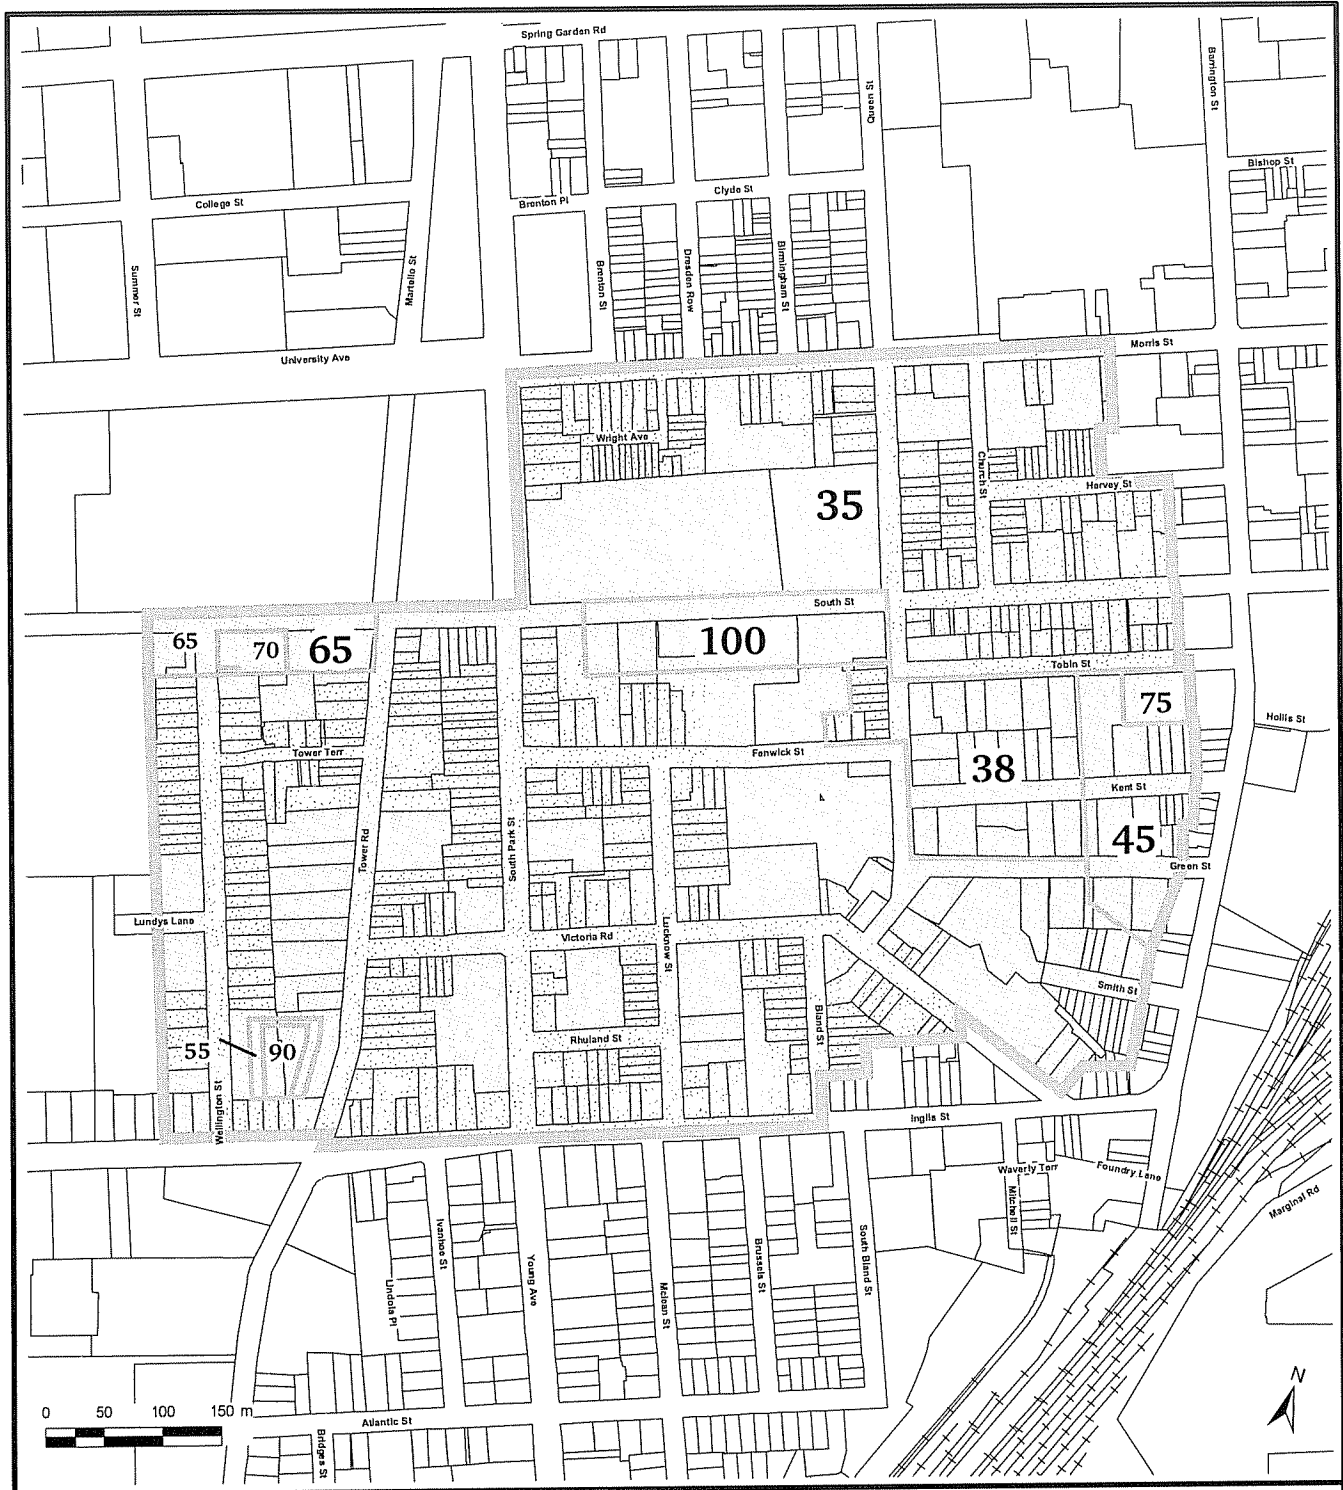 Spring Garden Rd
Queen St
Barrington St
Bishop St
Clyde St
College St
Brenton Pl
Summer St
Martello St
Brenton St
Dresden Row
Birmingham St
University Ave
Morris St
Wright Ave
Church St
Harvey St
35
South St
65
70
65
100
Tobin St
75
Hollis St
Tower Terr
Fenwick St
38
Kent St
Tower Rd
South Park St
45
Green St
Lundys Lane
Victoria Rd
Lucknow St
Smith St
Bland St
Rhuland St
55
90
Wellington St
Inglis St
Waverly Terr
Foundry Lane
Mitchell St
Marginal Rd
Ivanhoe St
Lindola Pl
Young Ave
Mclean St
Brussels St
South Bland St
N
0 50 100 150 m
Atlantic St
Bridges St